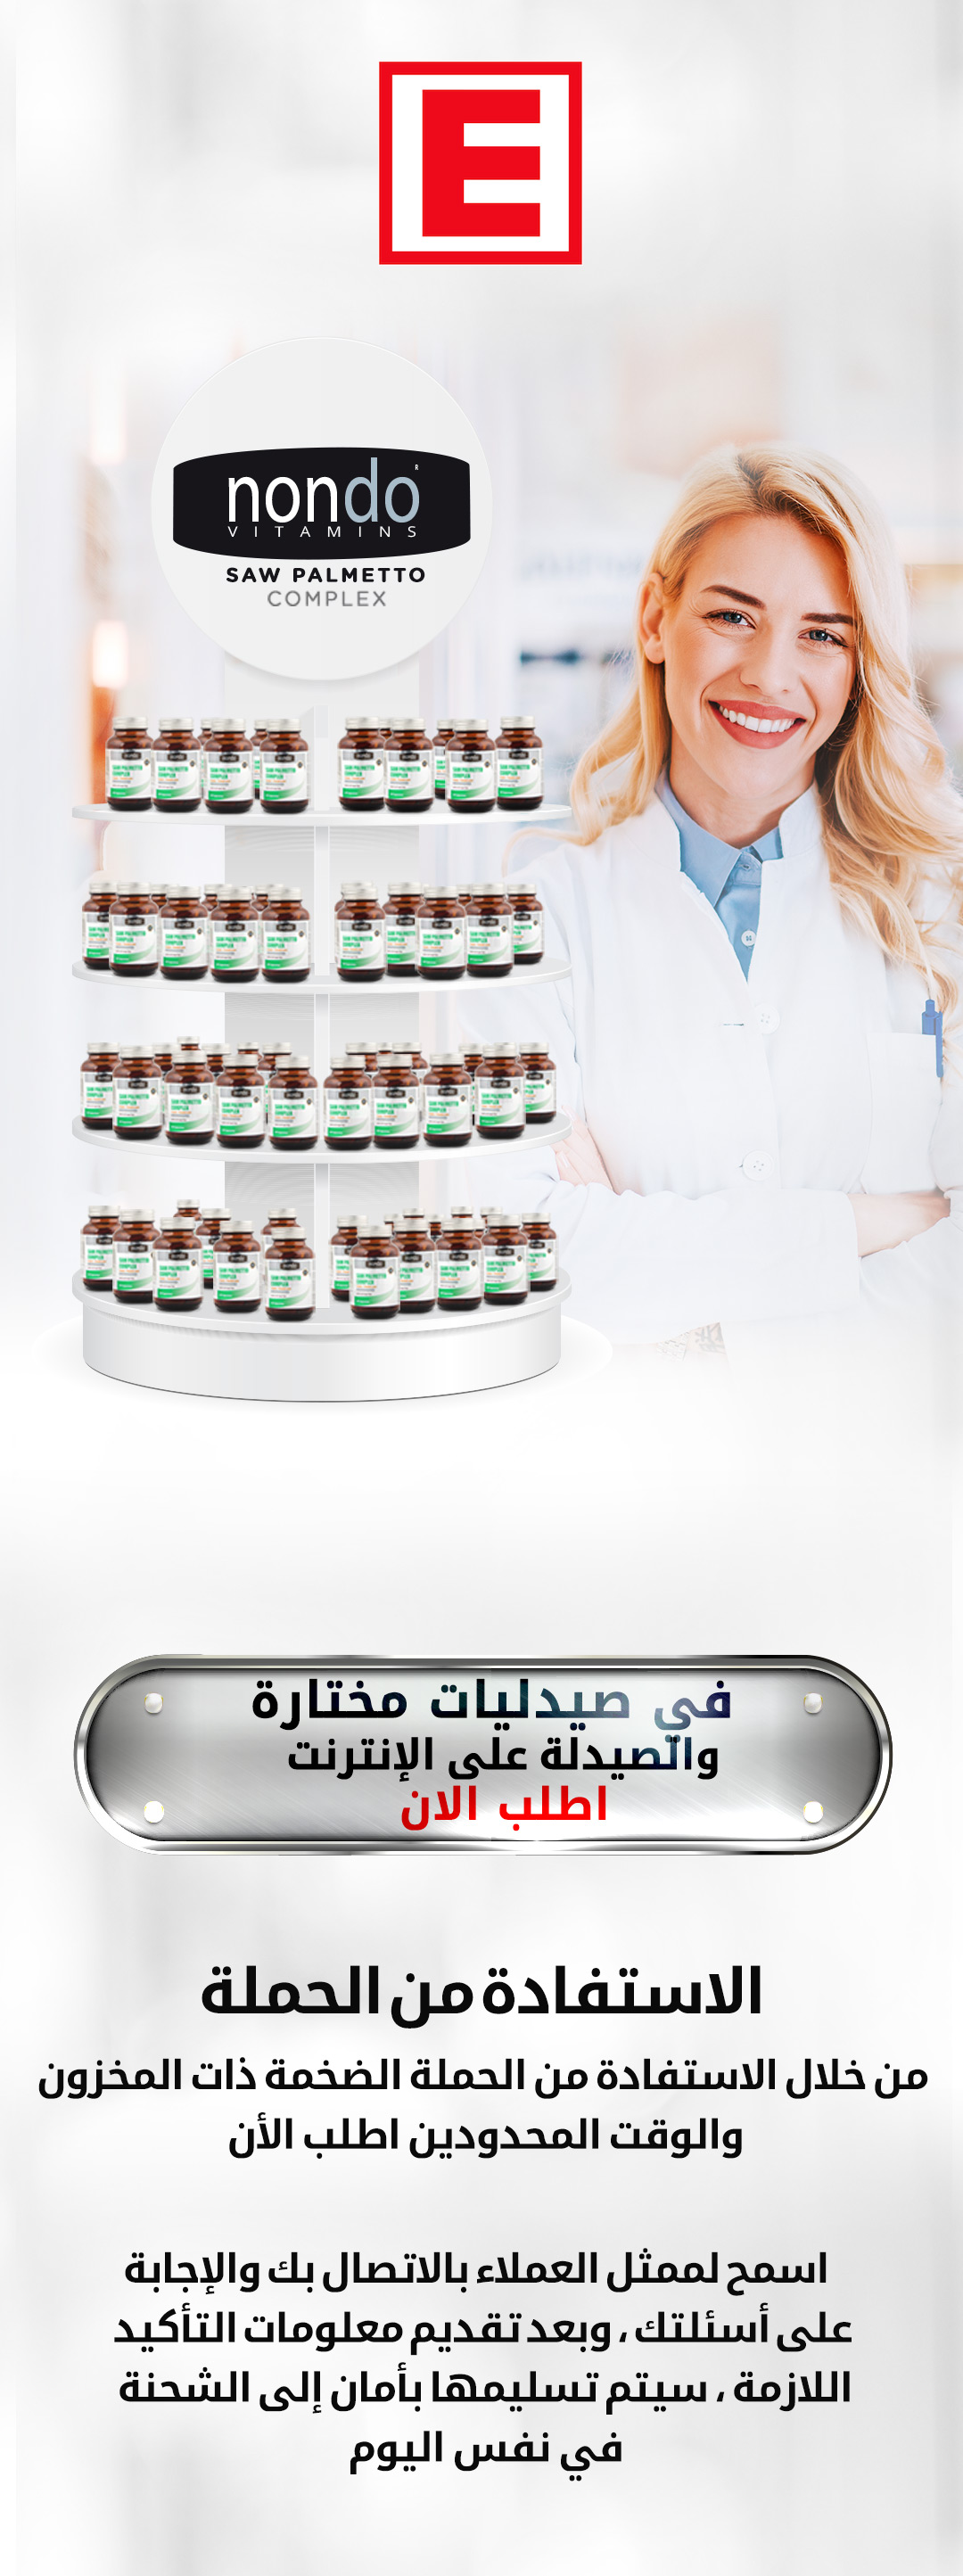 E
nondo®
VITAMINS
SAW PALMETTO
COMPLEX
في صيدليات مختارة
والصيدلة على الإنترنت
اطلب الان
الاستفادة من الحملة
من خلال الاستفادة من الحملة الضخمة ذات المخزون
والوقت المحدودين اطلب الأن
اسمح لممثل العملاء بالاتصال بك والإجابة
على أسئلتك ، وبعد تقديم معلومات التأكيد
اللازمة ، سيتم تسليمها بأمان إلى الشحنة
في نفس اليوم